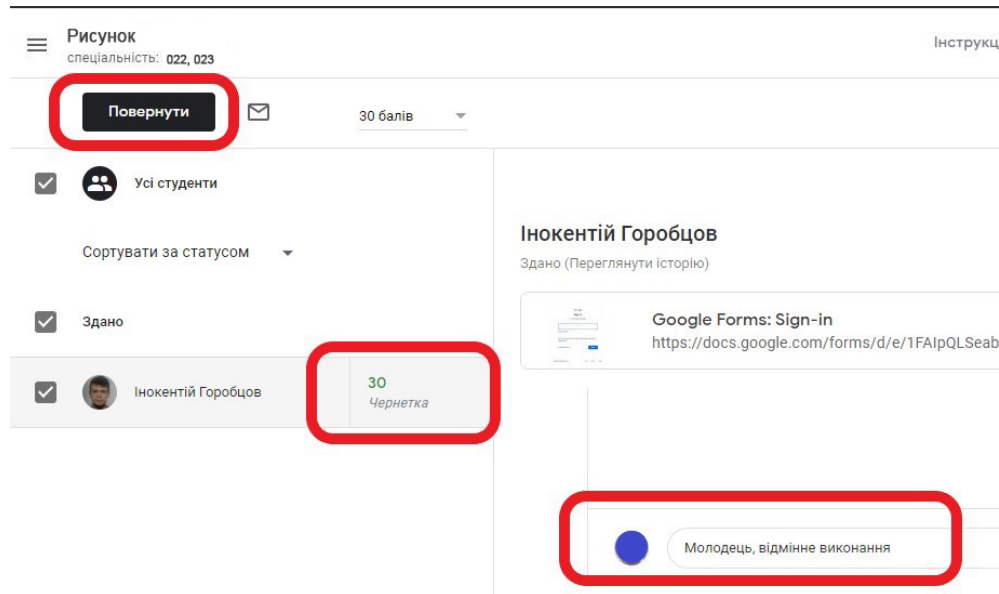 Рисунок
спеціальність: 022, 023
Інструкц
Повернути
30 балів
Усі студенти
Сортувати за статусом
Здано
Інокентій Горобцов
30
Чернетка
Інокентій Горобцов
Здано (Переглянути історію)
Google Forms: Sign-in
https://docs.google.com/forms/d/e/1FAIpQLSeab
Молодець, відмінне виконання